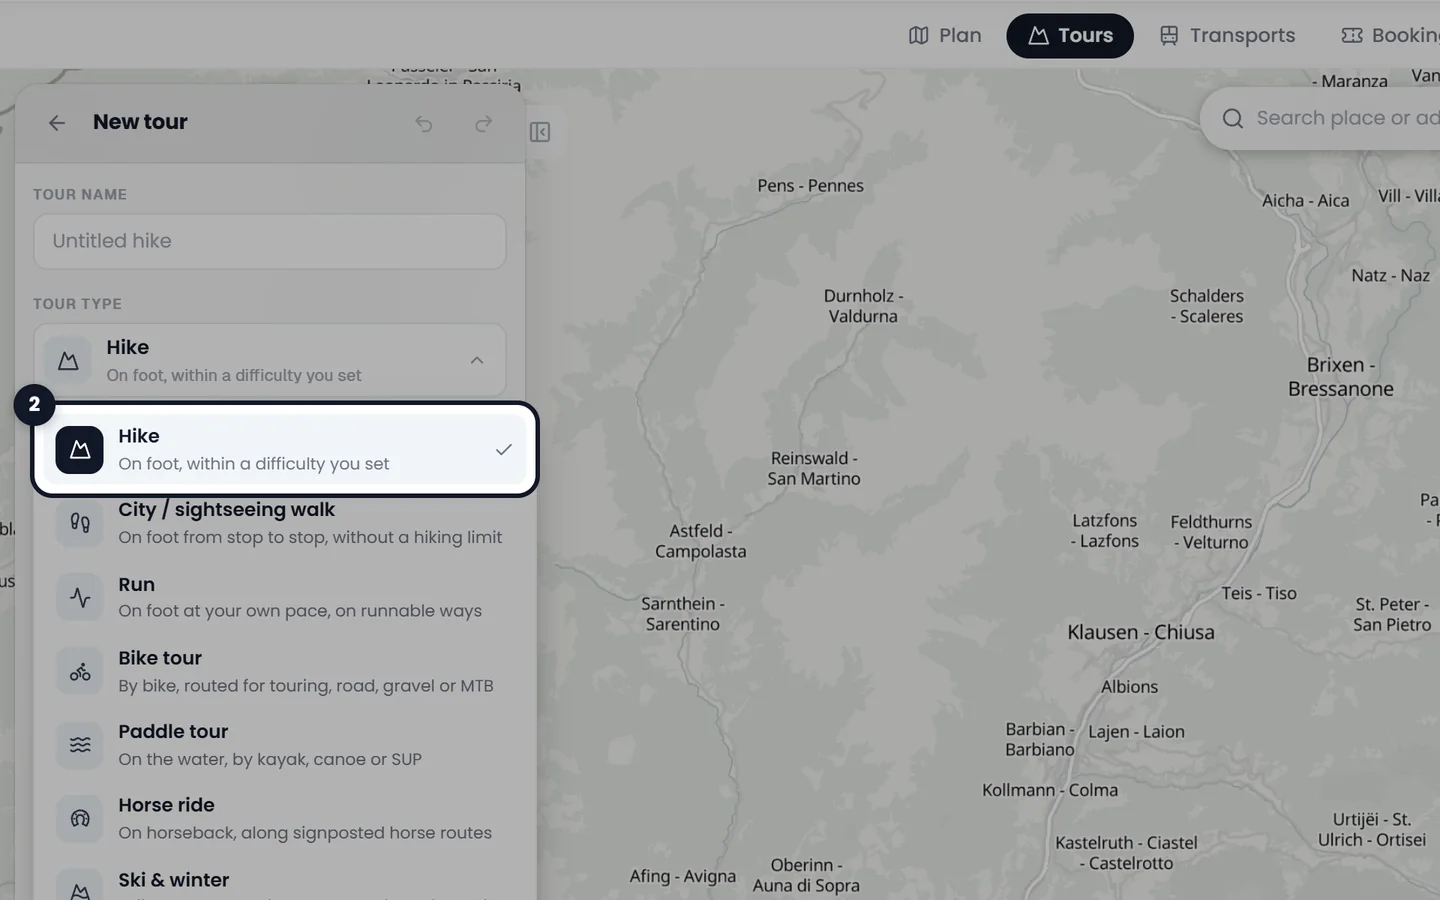 Plan
Tours
Transports
New tour
Search place or ad
TOUR NAME
Untitled hike
TOUR TYPE
Hike
On foot, within a difficulty you set
2
Hike
On foot, within a difficulty you set
City / sightseeing walk
On foot from stop to stop, without a hiking limit
Run
On foot at your own pace, on runnable ways
Bike tour
By bike, routed for touring, road, gravel or MTB
Paddle tour
On the water, by kayak, canoe or SUP
Horse ride
On horseback, along signposted horse routes
Ski & winter
- Maranza
Pens - Pennes
Aicha - Aica
Natz - Naz
Durnholz -
Valdurna
Schalders
- Scaleres
Brixen -
Bressanone
Reinswald -
San Martino
Astfeld -
Campolasta
Latzfons
- Lazfons
Feldthurns
- Velturno
Teis - Tiso
Sarnthein -
Sarentino
St. Peter -
San Pietro
Klausen - Chiusa
Albions
Barbian -
Barbiano
Lajen - Laion
Kollmann - Colma
Urtijëi - St.
Ulrich - Ortisei
Kastelruth - Ciastel
- Castelrotto
Afing - Avigna
Oberinn -
Auna di Sopra